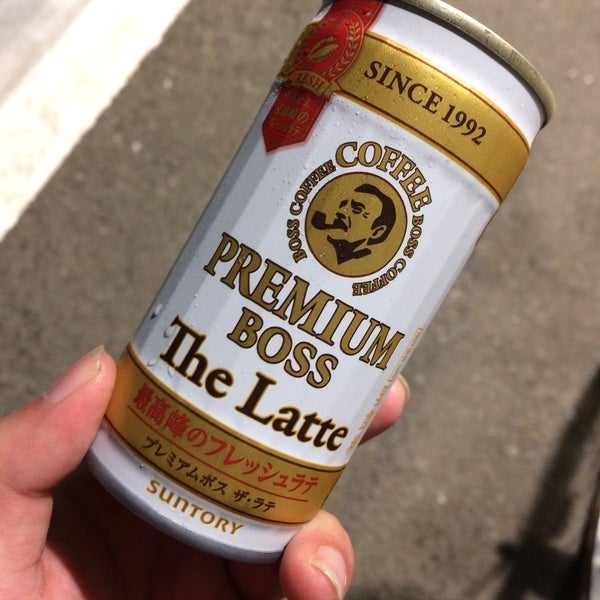 FRESH
SINCE 1992
COFFEE
BOSS COFFEE
BOSS COFFEE
PREMIUM
BOSS
The Latte
最高峰のフレッシュラテ
プレミアムボス ザ・ラテ
SUNTORY